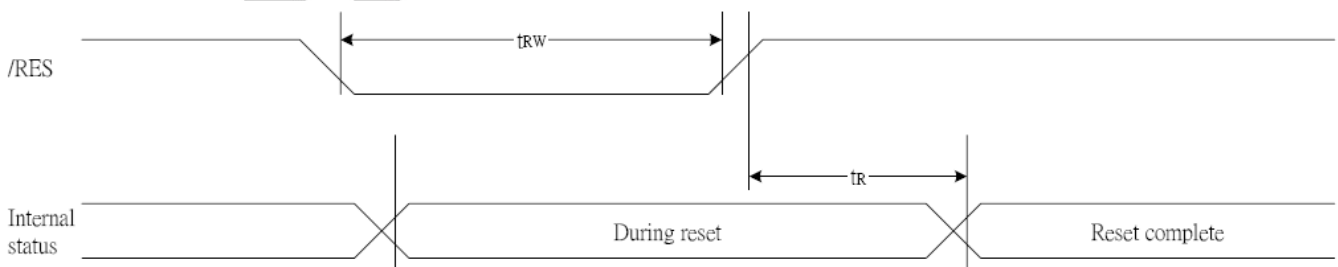 /RES
tRW
tR
Internal
status
During reset
Reset complete